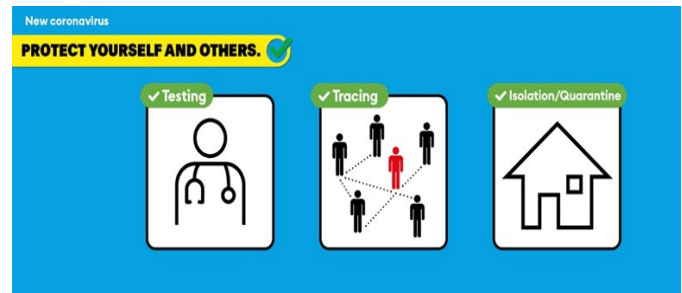 New coronavirus
PROTECT YOURSELF AND OTHERS.
Testing
Tracing
Isolation/Quarantine